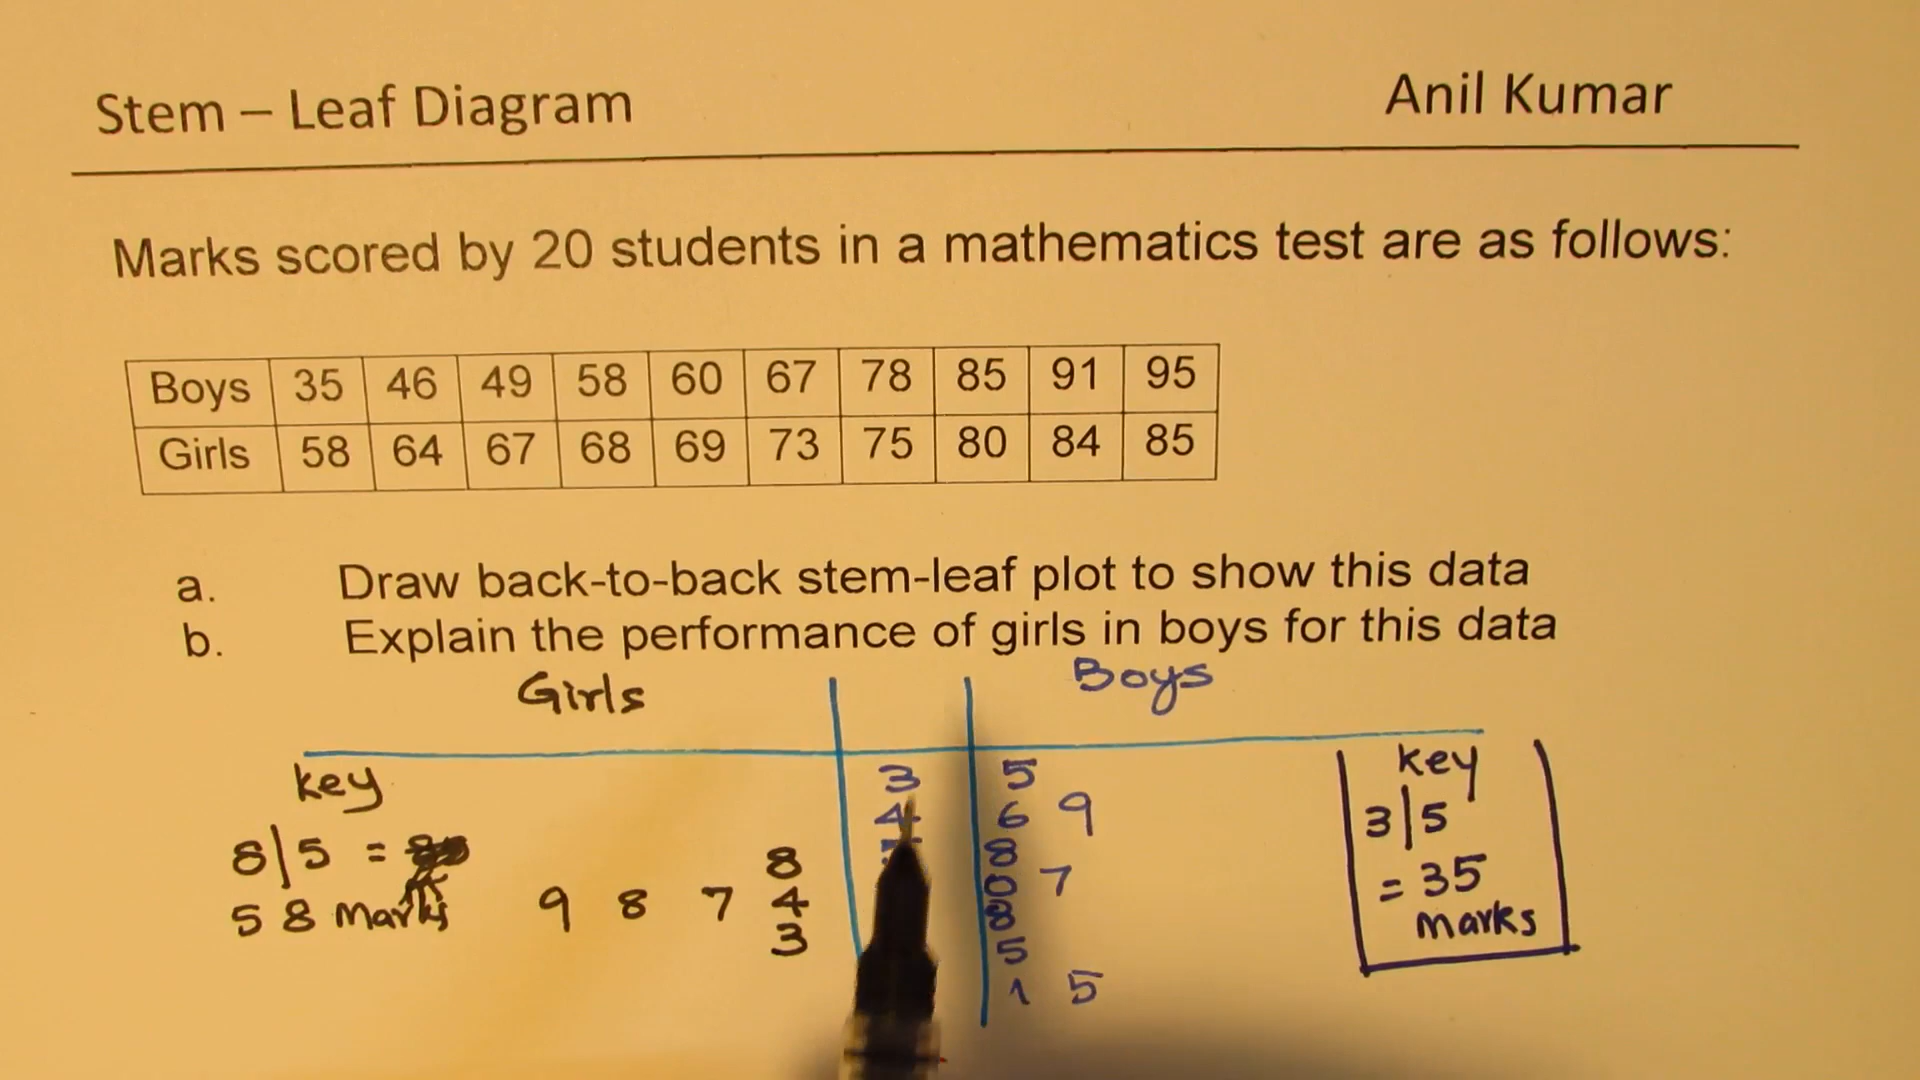 Stem – Leaf Diagram Anil Kumar
Marks scored by 20 students in a mathematics test are as follows:
Boys 35 46 49 58 60 67 78 85 91 95
Girls 58 64 67 68 69 73 75 80 84 85
a. Draw back-to-back stem-leaf plot to show this data
b. Explain the performance of girls in boys for this data
Girls Boys
key 3 5 key
4 6 9 3|5
8|5 = 8 8 = 35
58 marks 9 8 7 4 0 7 marks
3 8
5
1 5